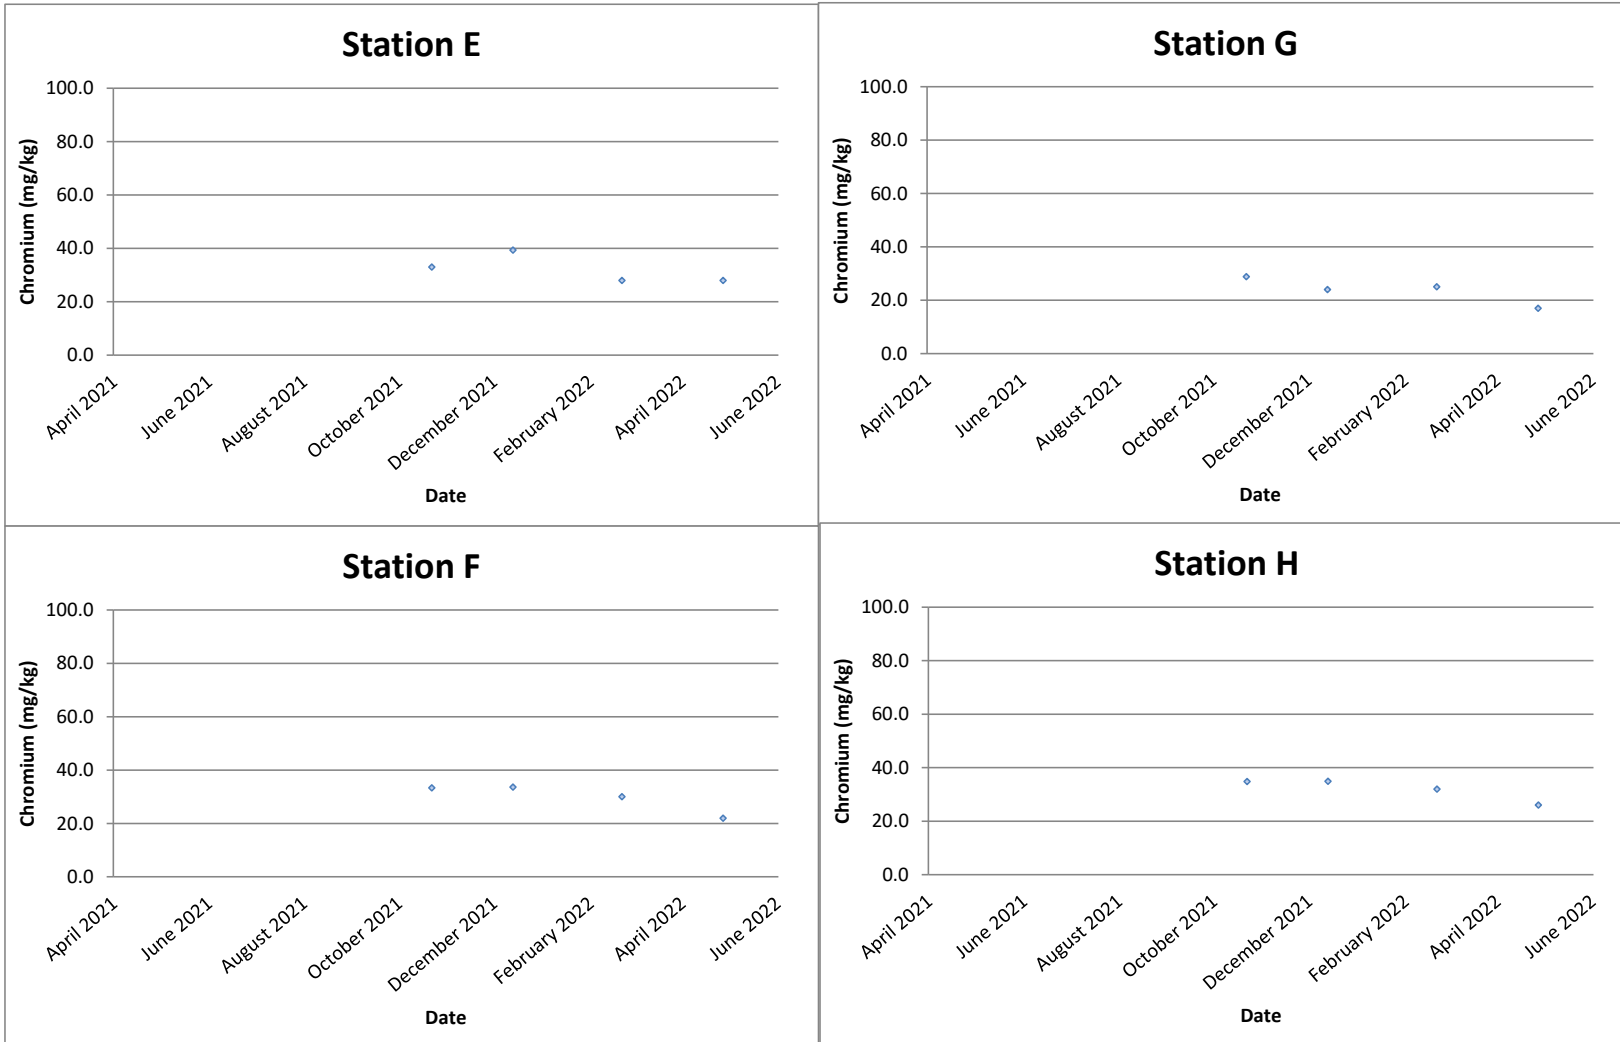 Station E
Chromium (mg/kg)
100.0
80.0
60.0
40.0
20.0
0.0
April 2021
June 2021
August 2021
October 2021
December 2021
February 2022
April 2022
June 2022
Date
Station G
Chromium (mg/kg)
100.0
80.0
60.0
40.0
20.0
0.0
April 2021
June 2021
August 2021
October 2021
December 2021
February 2022
April 2022
June 2022
Date
Station F
Chromium (mg/kg)
100.0
80.0
60.0
40.0
20.0
0.0
April 2021
June 2021
August 2021
October 2021
December 2021
February 2022
April 2022
June 2022
Date
Station H
Chromium (mg/kg)
100.0
80.0
60.0
40.0
20.0
0.0
April 2021
June 2021
August 2021
October 2021
December 2021
February 2022
April 2022
June 2022
Date